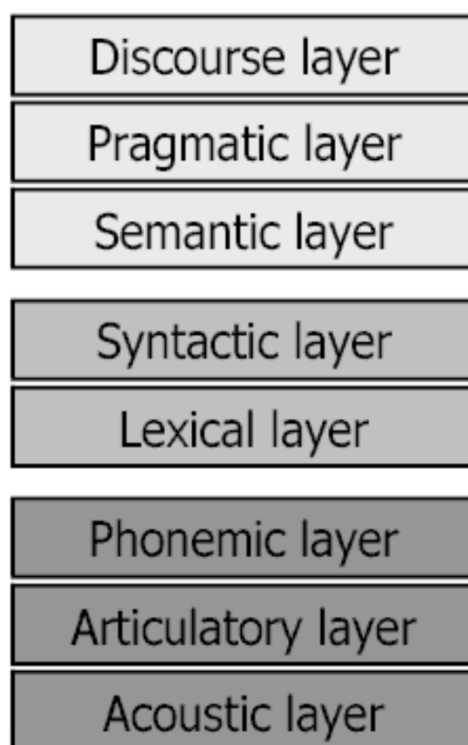 Discourse layer
Pragmatic layer
Semantic layer
Syntactic layer
Lexical layer
Phonemic layer
Articulatory layer
Acoustic layer